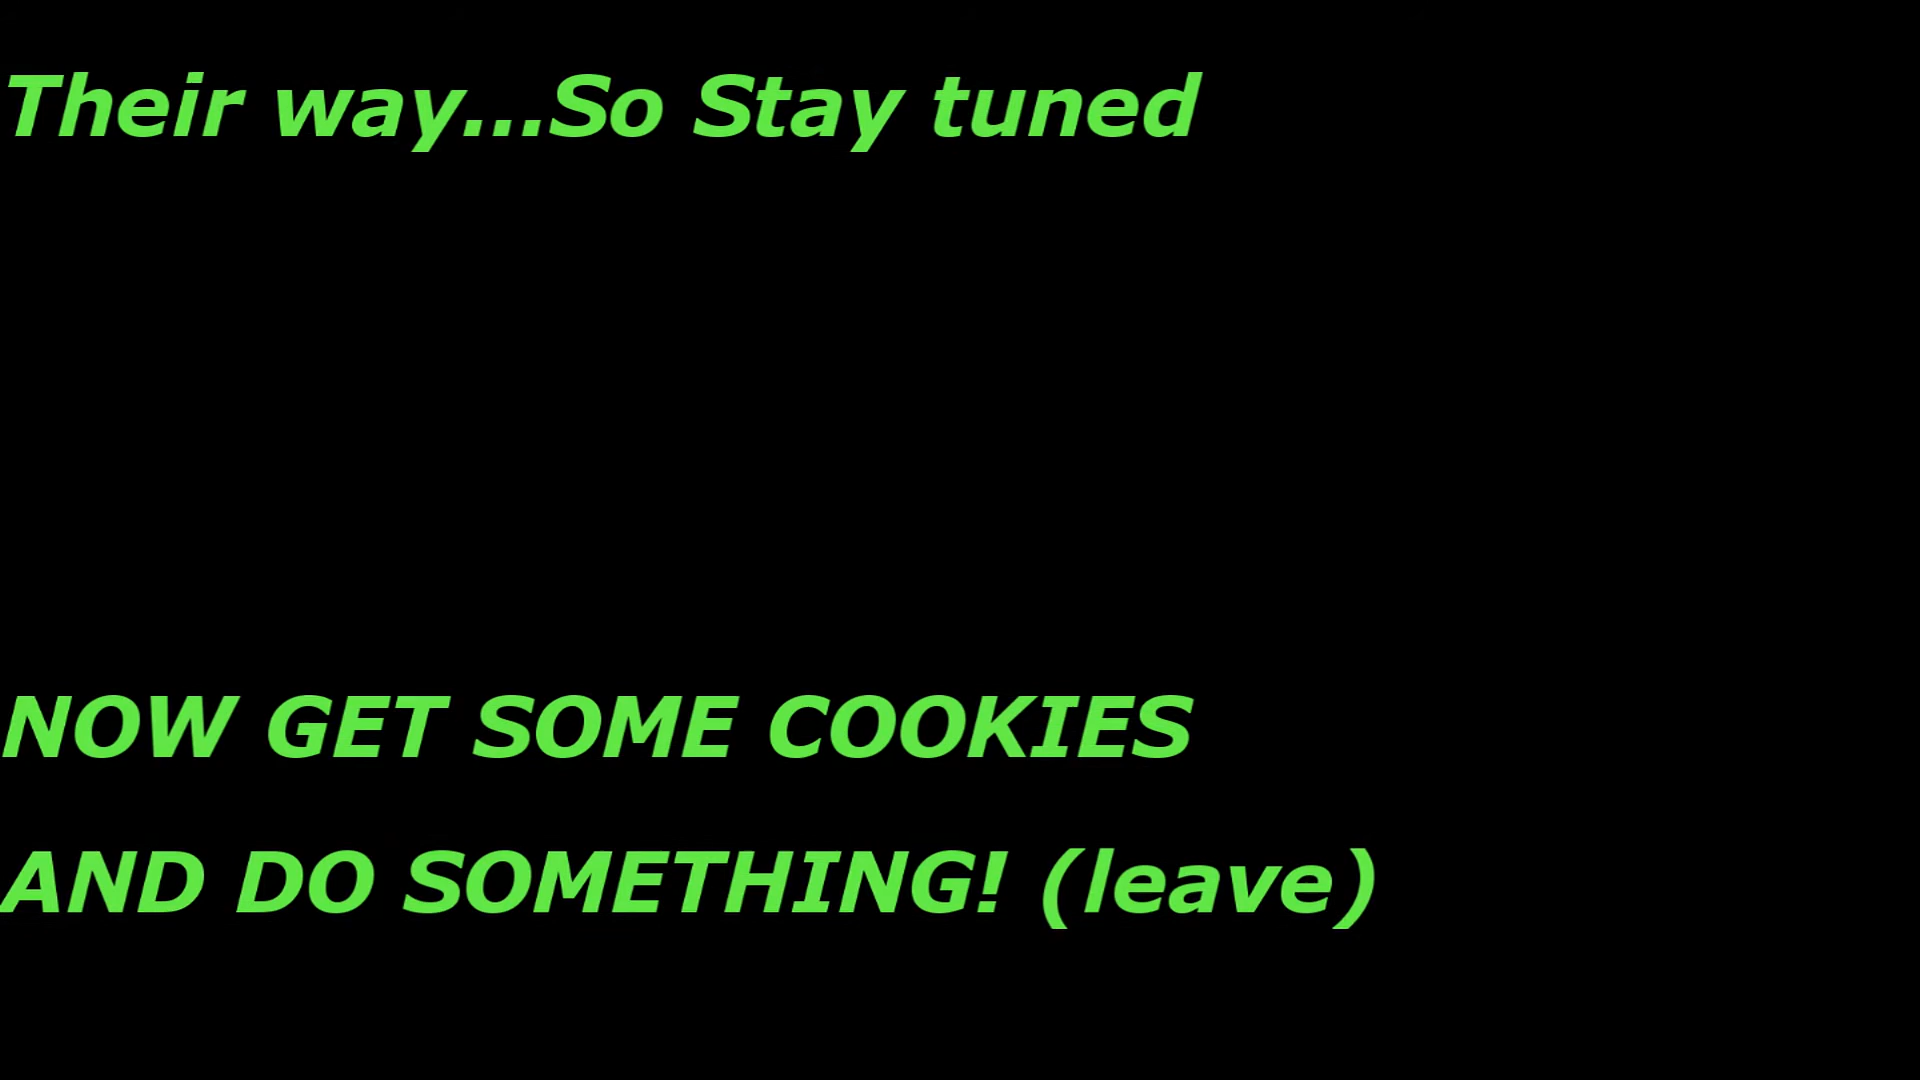 Their way...So Stay tuned
NOW GET SOME COOKIES
AND DO SOMETHING! (leave)